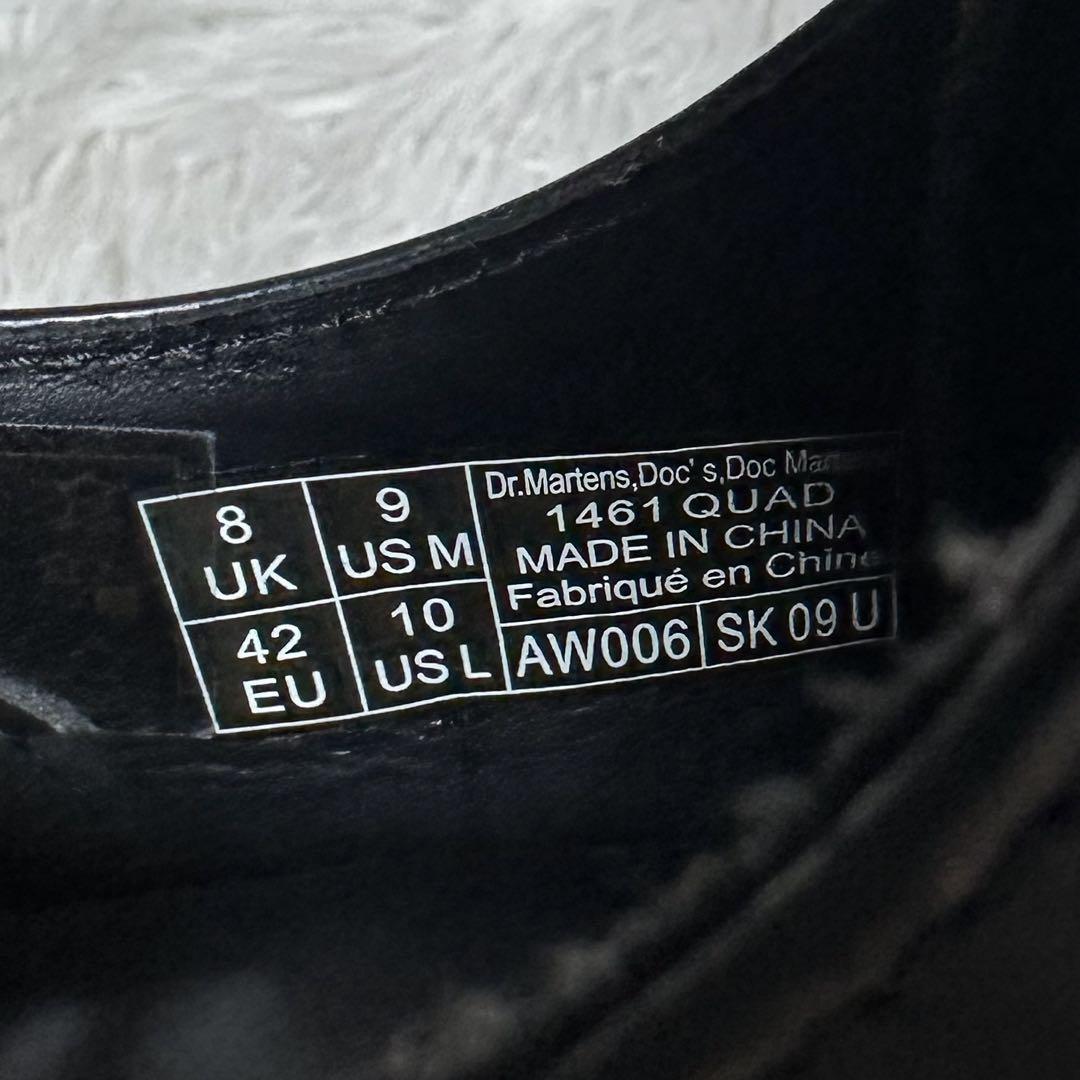 8
UK
9
US M
42
EU
10
US L
Dr.Martens,Doc's,Doc
1461 QUAD
MADE IN CHINA
Fabriqué en Chine
AW006
SK 09 U